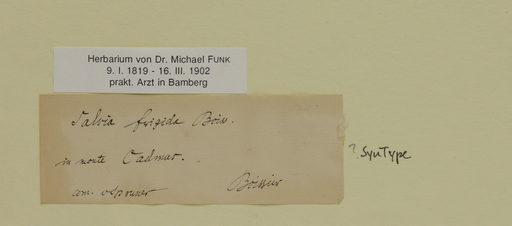 Herbarium von Dr. Michael FUNK
9. I. 1819 - 16. III. 1902
prakt. Arzt in Bamberg
Salvia frigida Boiss.
in monte Cadmus.
Boissier
? SynType